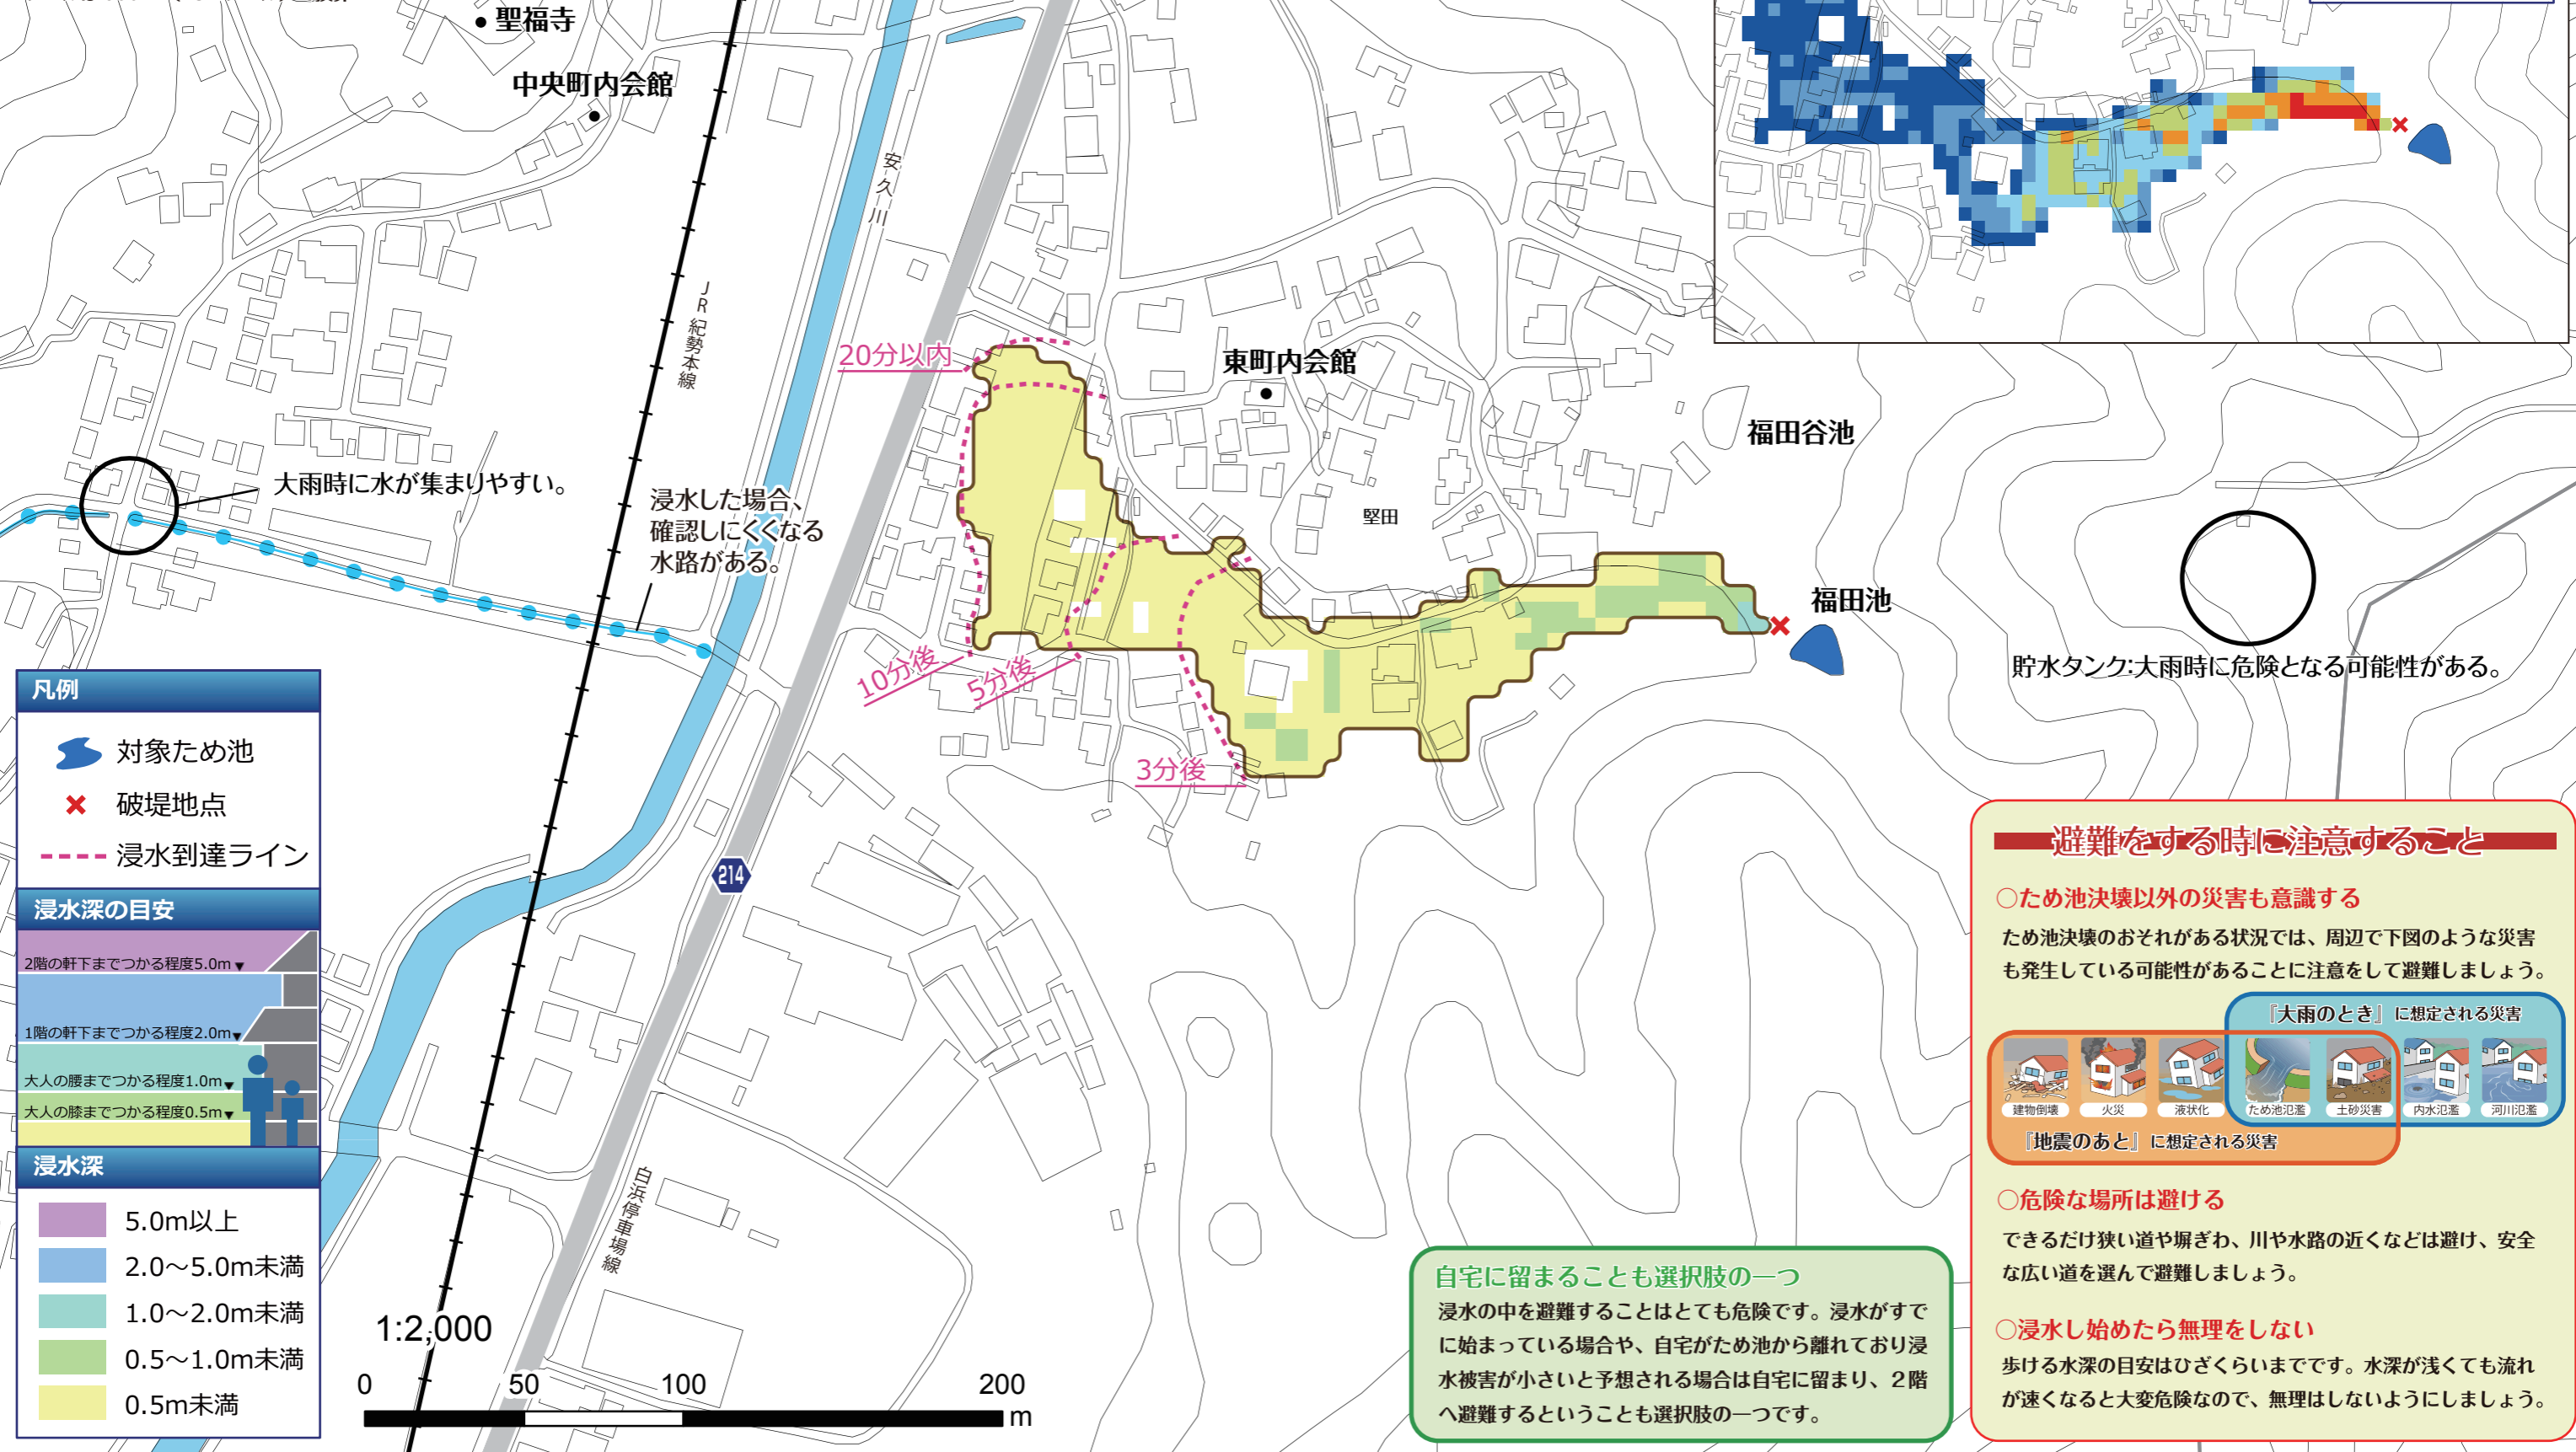 聖福寺
中央町内会館
安久川
JR紀勢本線
20分以内
東町内会館
福田谷池
大雨時に水が集まりやすい。
浸水した場合、
確認しにくくなる
水路がある。
堅田
福田池
貯水タンク:大雨時に危険となる可能性がある。
10分後
5分後
3分後
214
白浜停車場線
凡例
対象ため池
破堤地点
浸水到達ライン
浸水深の目安
2階の軒下までつかる程度5.0m
1階の軒下までつかる程度2.0m
大人の腰までつかる程度1.0m
大人の膝までつかる程度0.5m
浸水深
5.0m以上
2.0～5.0m未満
1.0～2.0m未満
0.5～1.0m未満
0.5m未満
1:2,000
0 50 100 200
m
自宅に留まることも選択肢の一つ
浸水の中を避難することはとても危険です。浸水がすで
に始まっている場合や、自宅がため池から離れており浸
水被害が小さいと予想される場合は自宅に留まり、２階
へ避難するということも選択肢の一つです。
避難をする時に注意すること
○ため池決壊以外の災害も意識する
ため池決壊のおそれがある状況では、周辺で下図のような災害
も発生している可能性があることに注意をして避難しましょう。
『大雨のとき』に想定される災害
建物倒壊 火災 液状化 ため池氾濫 土砂災害 内水氾濫 河川氾濫
『地震のあと』に想定される災害
○危険な場所は避ける
できるだけ狭い道や塀ぎわ、川や水路の近くなどは避け、安全
な広い道を選んで避難しましょう。
○浸水し始めたら無理をしない
歩ける水深の目安はひざくらいまでです。水深が浅くても流れ
が速くなると大変危険なので、無理はしないようにしましょう。